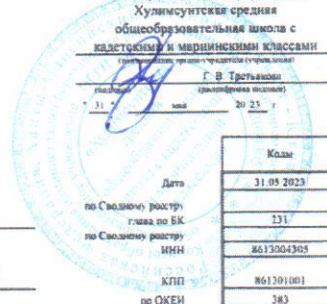 Хулимсунтская средняя
общеобразовательная школа с
кадетскими и мариинскими классами
Г. В. Третьякова
(подпись) (расшифровка подписи)
" 31 " мая 20 23 г
Коды
Дата 31.05.2023
по Сводному реестру
глава по БК 231
по Сводному реестру
ИНН 8613004305
КПП 861301001
по ОКЕИ 383